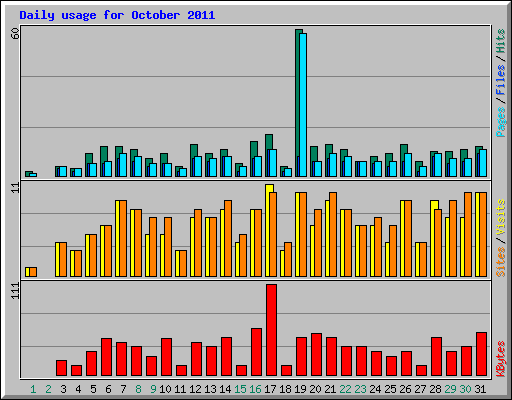 Daily usage for October 2011
60
Pages / Files / Hits
11
Sites / Visits
111
KBytes
1 2 3 4 5 6 7 8 9 10 11 12 13 14 15 16 17 18 19 20 21 22 23 24 25 26 27 28 29 30 31